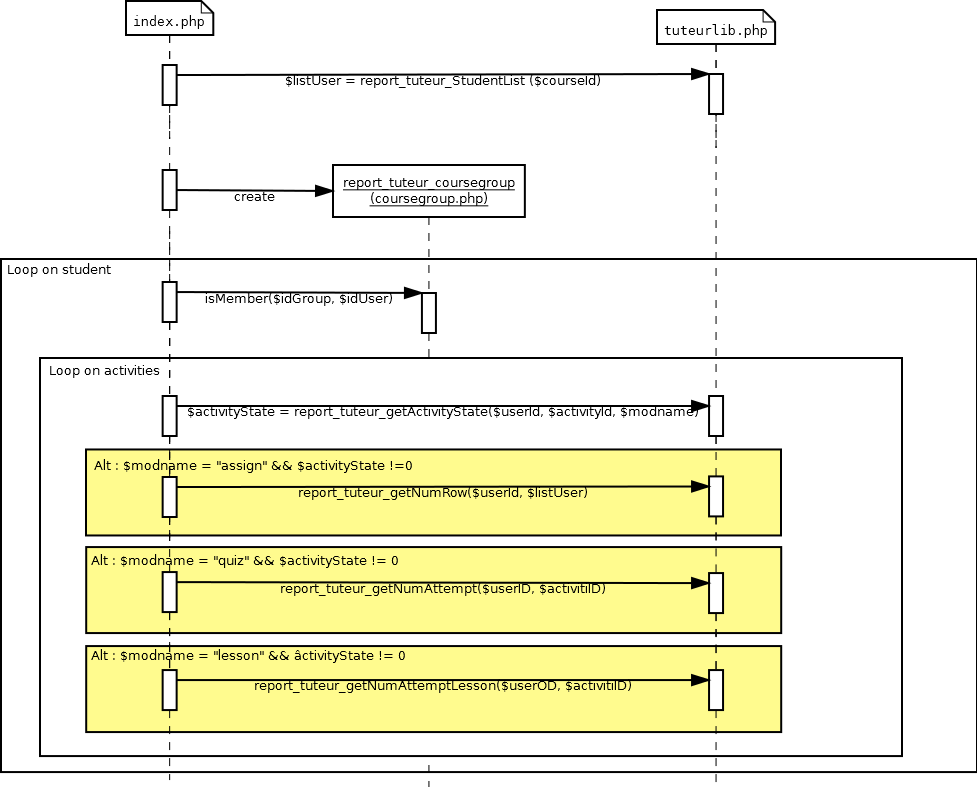 index.php
tuteurlib.php
$listUser = report_tuteur_StudentList ($courseId)
report_tuteur_coursegroup
(coursegroup.php)
create
Loop on student
isMember($idGroup, $idUser)
Loop on activities
$activityState = report_tuteur_getActivityState($userId, $activityId, $modname)
Alt : $modname = "assign" && $activityState !=0
report_tuteur_getNumRow($userId, $listUser)
Alt : $modname = "quiz" && $activityState != 0
report_tuteur_getNumAttempt($userID, $activitiID)
Alt : $modname = "lesson" && âctivityState != 0
report_tuteur_getNumAttemptLesson($userOD, $activitiID)